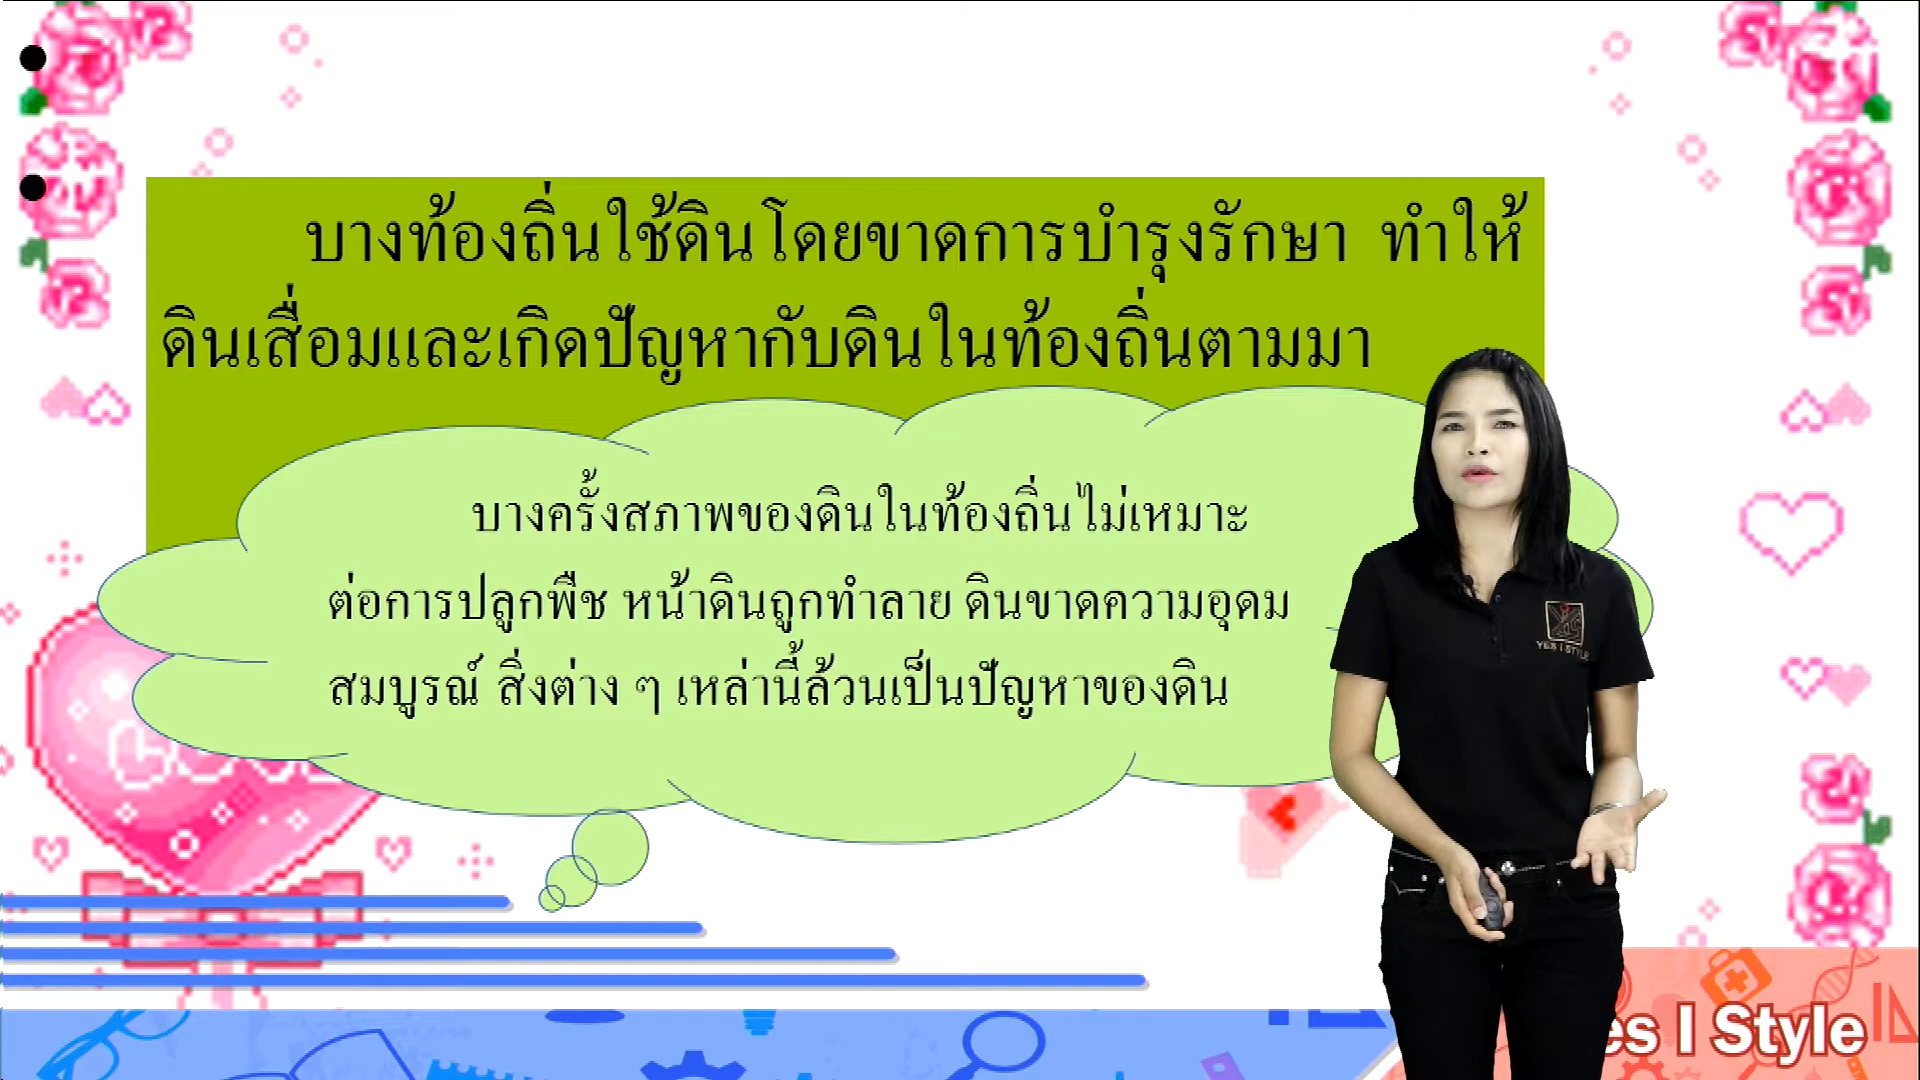 บางท้องถิ่นใช้ดินโดยขาดการบำรุงรักษา ทำให้
ดินเสื่อมและเกิดปัญหากับดินในท้องถิ่นตามมา
บางครั้งสภาพของดินในท้องถิ่นไม่เหมาะ
ต่อการปลูกพืช หน้าดินถูกทำลาย ดินขาดความอุดม
สมบูรณ์ สิ่งต่าง ๆ เหล่านี้ล้วนเป็นปัญหาของดิน
YES I STYLE
es I Style